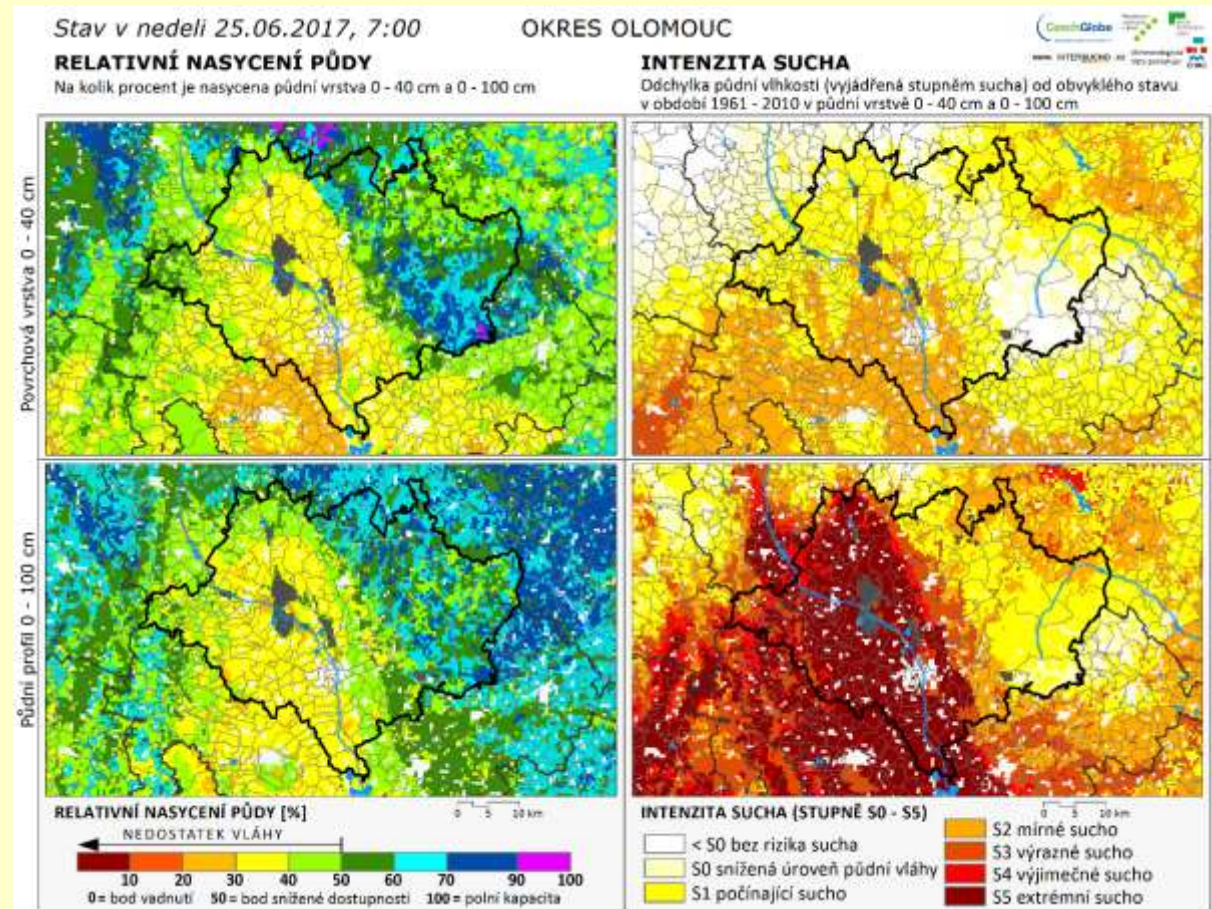 Stav v nedeli 25.06.2017, 7:00
OKRES OLOMOUC
CzechGlobe
RELATIVNÍ NASYCENÍ PŮDY
Na kolik procent je nasycena půdní vrstva 0 - 40 cm a 0 - 100 cm
INTENZITA SUCHA
Odchylka půdní vlhkosti (vyjádřená stupněm sucha) od obvyklého stavu
v období 1961 - 2010 v půdní vrstvě 0 - 40 cm a 0 - 100 cm
Povrchová vrstva 0 - 40 cm
Půdní profil 0 - 100 cm
RELATIVNÍ NASYCENÍ PŮDY [%]
0 5 10 km
NEDOSTATEK VLÁHY
10 20 30 40 50 60 70 90 100
0= bod vadnutí 50= bod snížené dostupnosti 100= polní kapacita
INTENZITA SUCHA (STUPNĚ S0 - S5)
0 5 10 km
< S0 bez rizika sucha
S0 snížená úroveň půdní vláhy
S1 počínající sucho
S2 mírné sucho
S3 výrazné sucho
S4 výjimečné sucho
S5 extrémní sucho